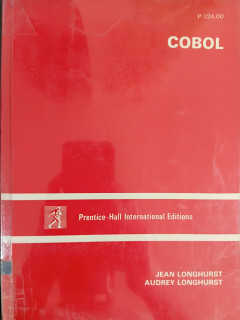 P 124.00
COBOL
Prentice-Hall International Editions
JEAN LONGHURST
AUDREY LONGHURST